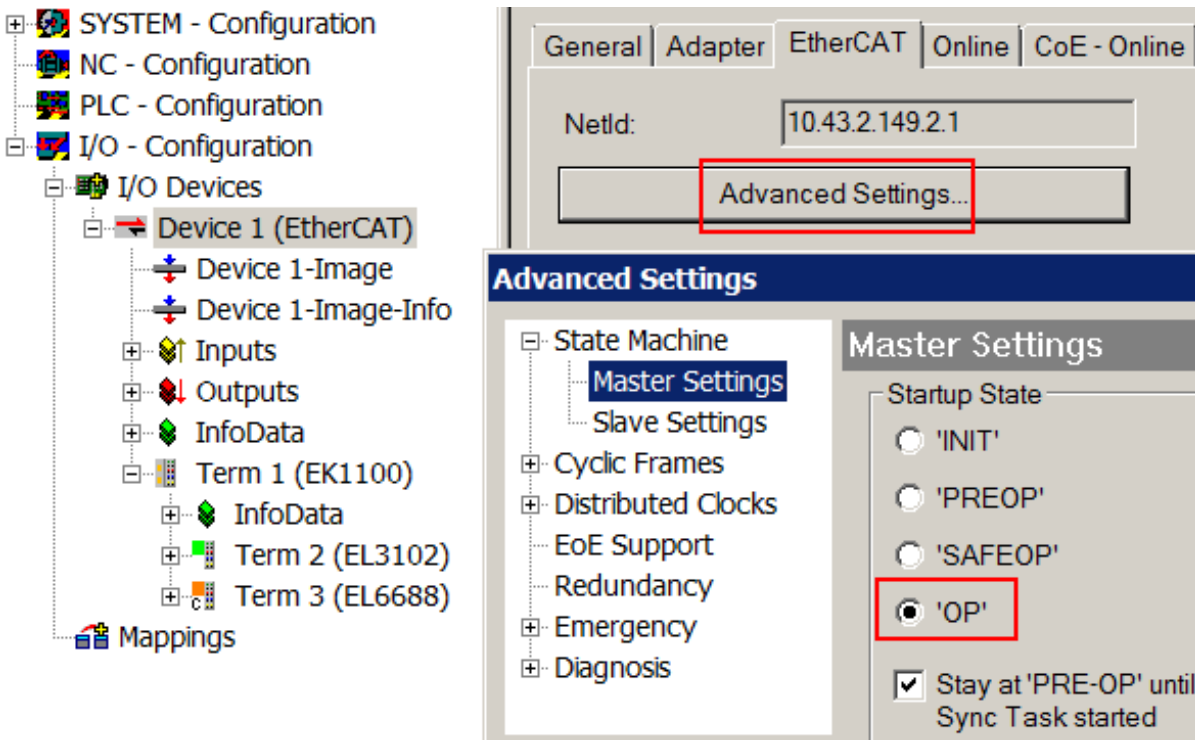 SYSTEM - Configuration
NC - Configuration
PLC - Configuration
I/O - Configuration
I/O Devices
Device 1 (EtherCAT)
Device 1-Image
Device 1-Image-Info
Inputs
Outputs
InfoData
Term 1 (EK1100)
InfoData
Term 2 (EL3102)
C
Term 3 (EL6688)
Mappings
General
Adapter
EtherCAT
Online
CoE - Online
NetId:
10.43.2.149.2.1
Advanced Settings...
Advanced Settings
State Machine
Master Settings
Slave Settings
Cyclic Frames
Distributed Clocks
EoE Support
Redundancy
Emergency
Diagnosis
Master Settings
Startup State
'INIT'
'PREOP'
'SAFEOP'
'OP'
Stay at 'PRE-OP' until
Sync Task started